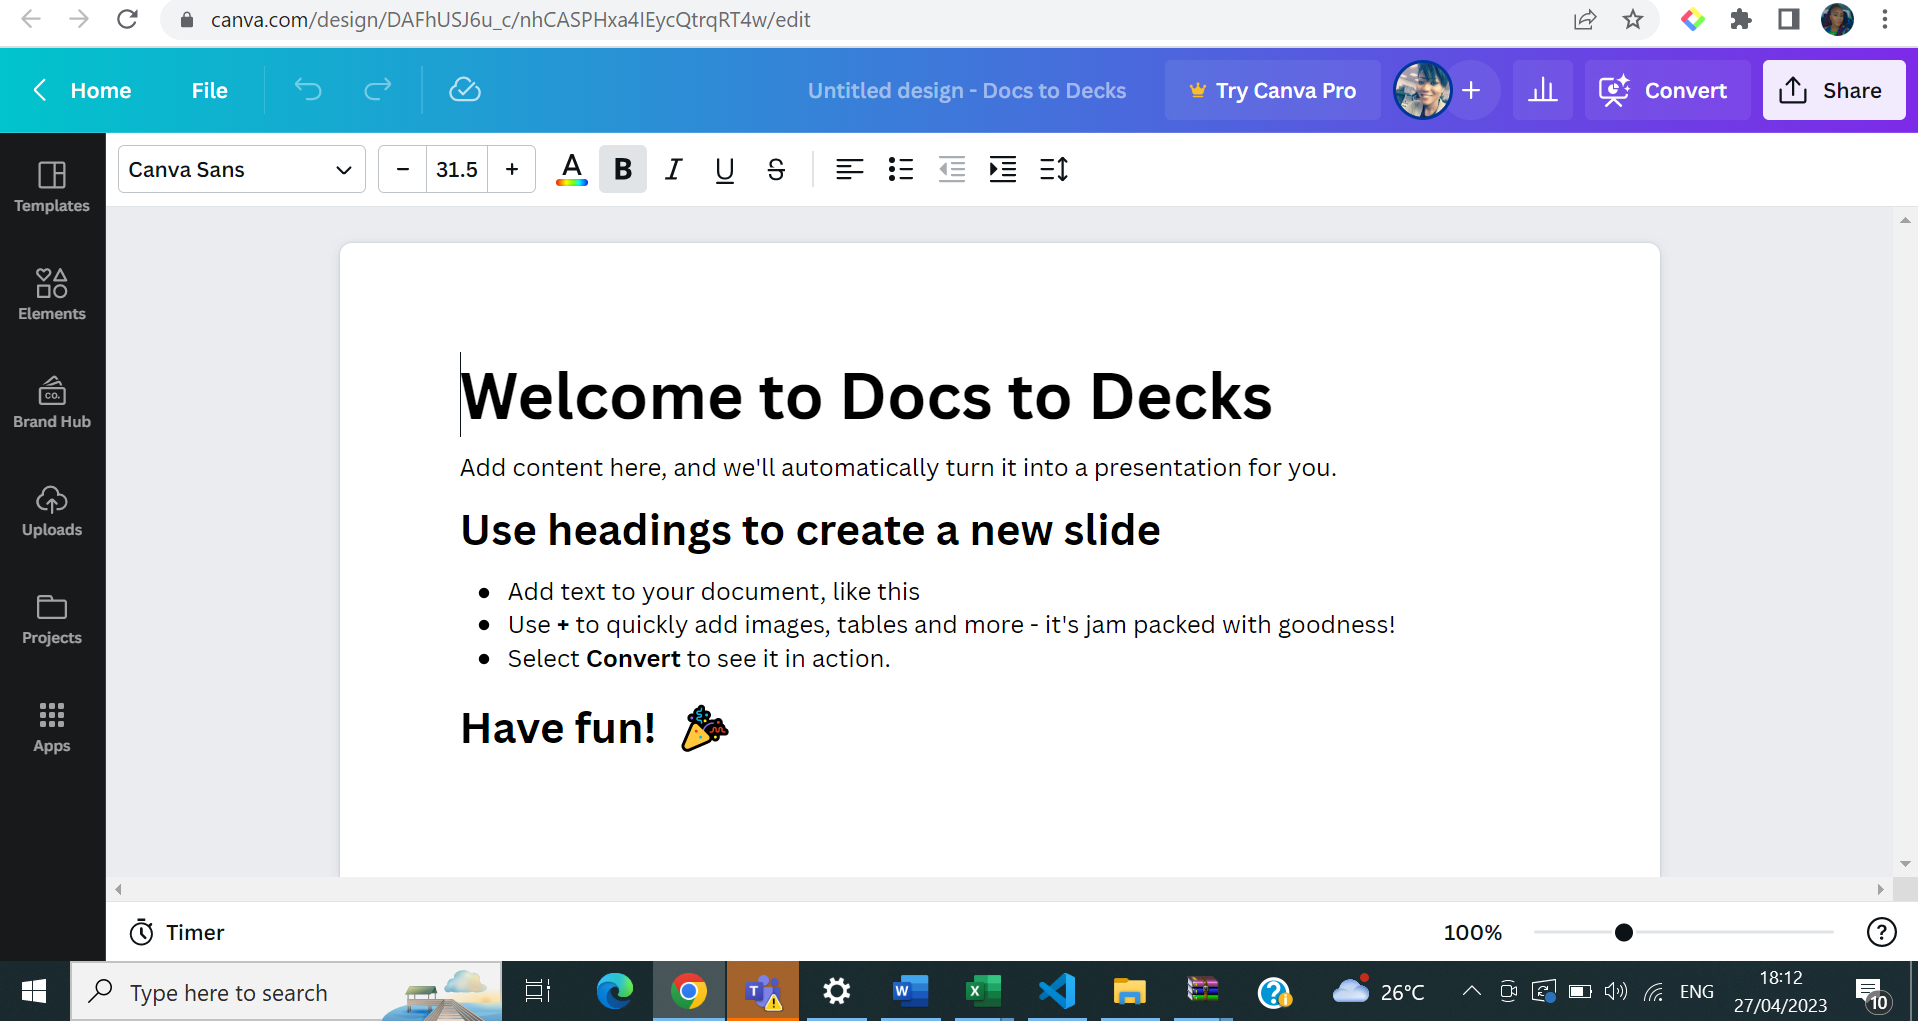 canva.com/design/DAFhUSJ6u_c/nhCASPHxa4IEycQtrqRT4w/edit
Home File Untitled design - Docs to Decks Try Canva Pro + Convert Share
Canva Sans − 31.5 + A B I U S
Templates
Elements
CO.
Brand Hub
Uploads
Projects
Apps
Welcome to Docs to Decks
Add content here, and we'll automatically turn it into a presentation for you.
Use headings to create a new slide
● Add text to your document, like this
● Use + to quickly add images, tables and more - it's jam packed with goodness!
● Select Convert to see it in action.
Have fun! 🎉
Timer 100% ?
Type here to search 26°C ENG 18:12
27/04/2023 10